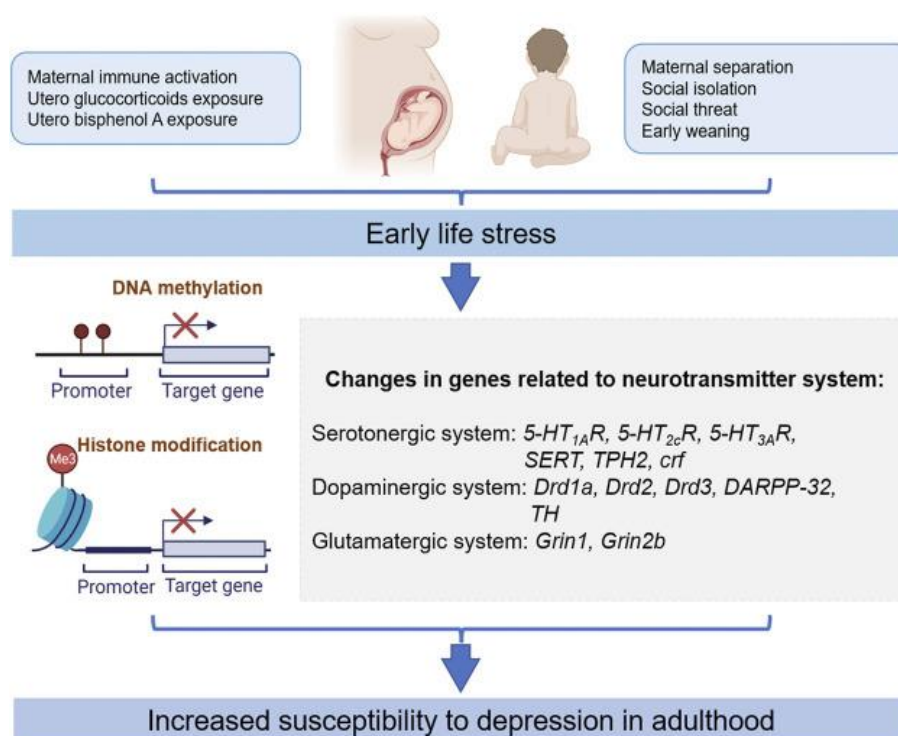 Maternal immune activation
Utero glucocorticoids exposure
Utero bisphenol A exposure
Maternal separation
Social isolation
Social threat
Early weaning
Early life stress
DNA methylation
Promoter
Target gene
Histone modification
Me3
Promoter
Target gene
Changes in genes related to neurotransmitter system:
Serotonergic system: 5-HT1AR, 5-HT2cR, 5-HT3AR,
SERT, TPH2, crf
Dopaminergic system: Drd1a, Drd2, Drd3, DARPP-32,
TH
Glutamatergic system: Grin1, Grin2b
Increased susceptibility to depression in adulthood